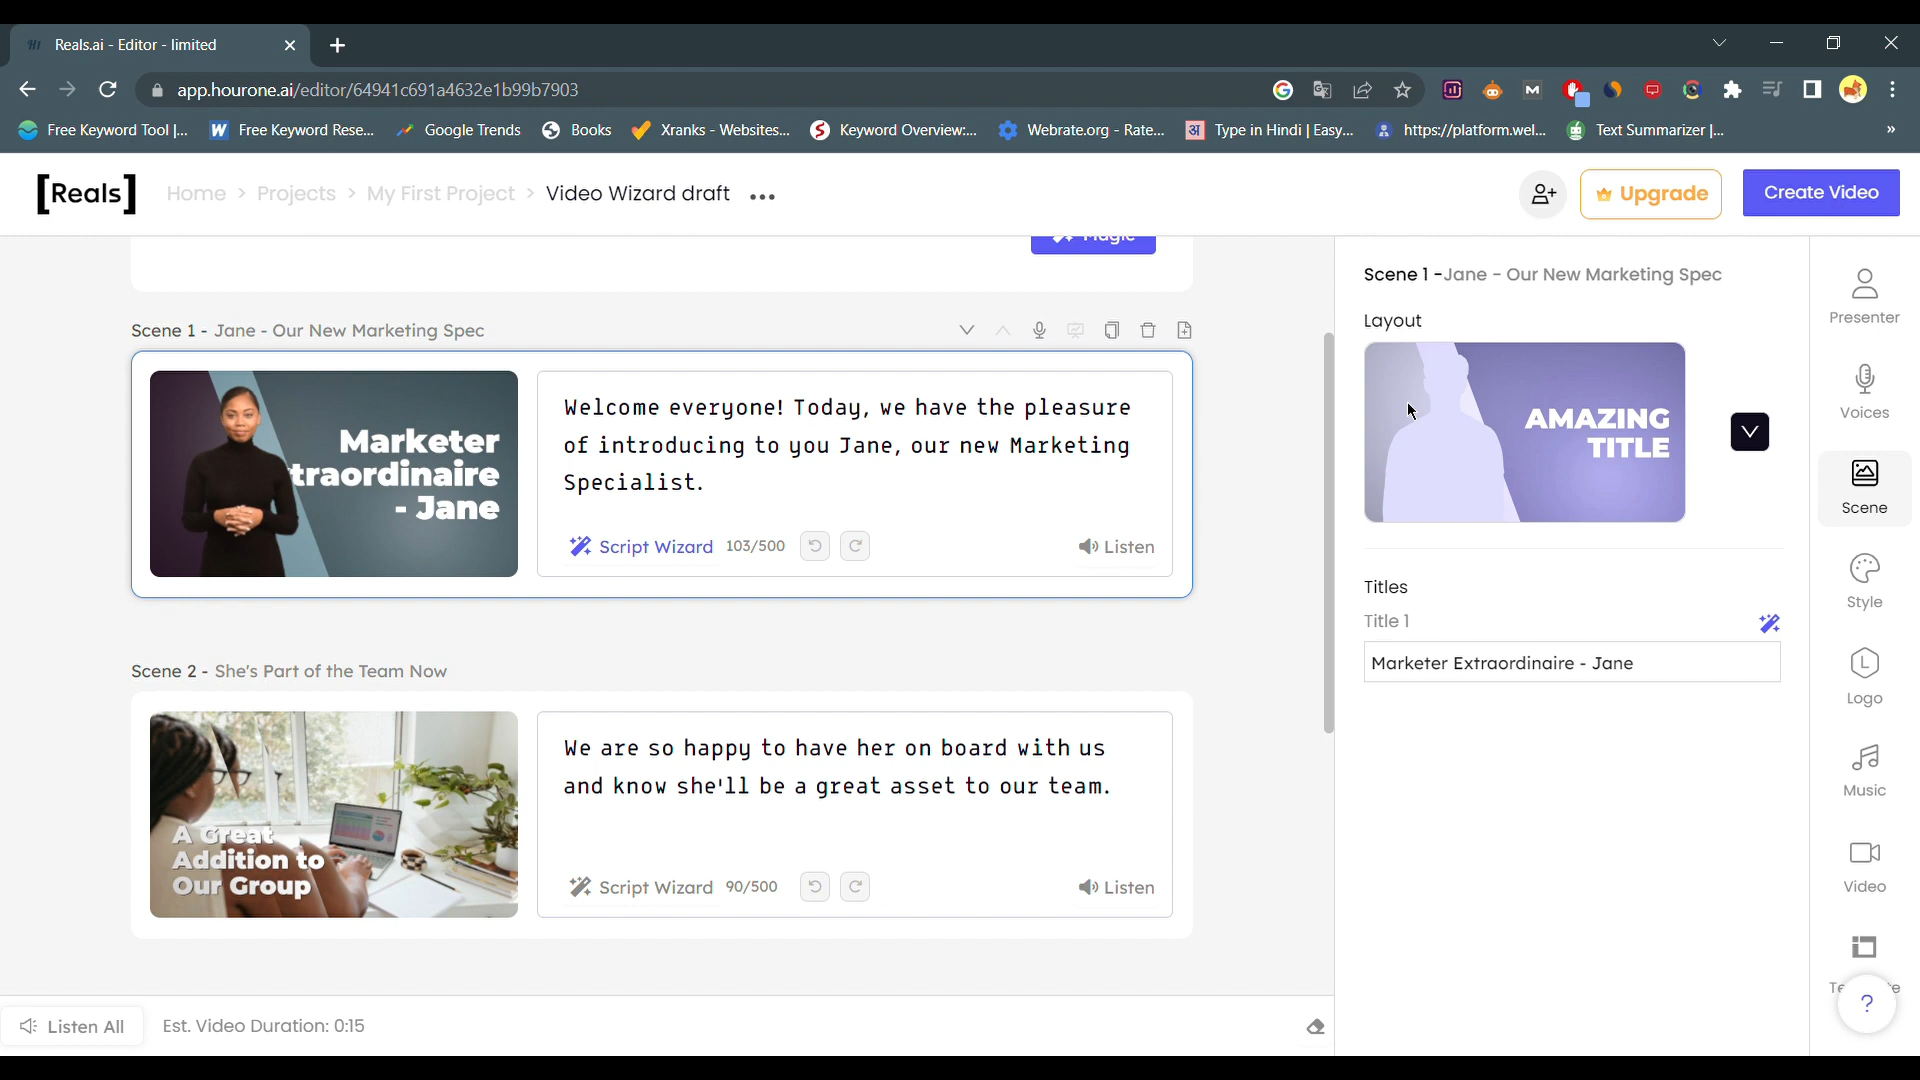 Reals.ai - Editor - limited
app.hourone.ai/editor/64941c691a4632e1b99b7903
Free Keyword Tool |... Free Keyword Rese... Google Trends Books Xranks - Websites... Keyword Overview:... Webrate.org - Rate... Type in Hindi | Easy... https://platform.wel... Text Summarizer |... »
[Reals] Home > Projects > My First Project > Video Wizard draft ... Upgrade Create Video
Magic
Scene 1 - Jane - Our New Marketing Spec
Marketer
traordinaire
- Jane
Welcome everyone! Today, we have the pleasure
of introducing to you Jane, our new Marketing
Specialist.
Script Wizard 103/500 Listen
Scene 2 - She's Part of the Team Now
A Great
Addition to
Our Group
We are so happy to have her on board with us
and know she'll be a great asset to our team.
Script Wizard 90/500 Listen
Listen All Est. Video Duration: 0:15
Scene 1 -Jane - Our New Marketing Spec
Layout
AMAZING
TITLE
Titles
Title 1
Marketer Extraordinaire - Jane
Presenter
Voices
Scene
Style
L
Logo
Music
Video
?